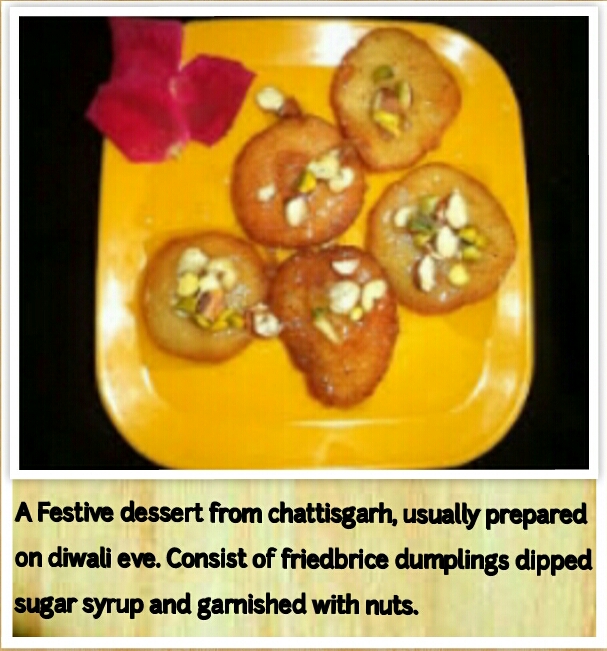 A Festive dessert from chattisgarh, usually prepared
on diwali eve. Consist of friedbrice dumplings dipped
sugar syrup and garnished with nuts.